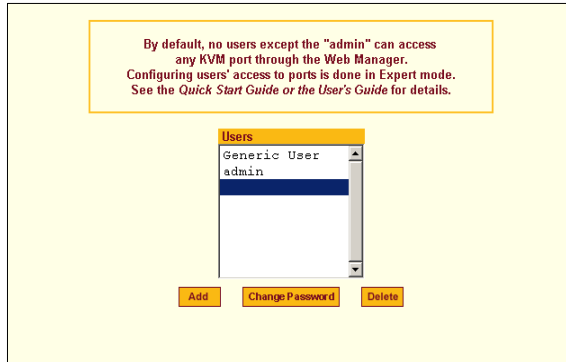 By default, no users except the "admin" can access
any KVM port through the Web Manager.
Configuring users' access to ports is done in Expert mode.
See the Quick Start Guide or the User's Guide for details.
Users
Generic User
admin
Add Change Password Delete